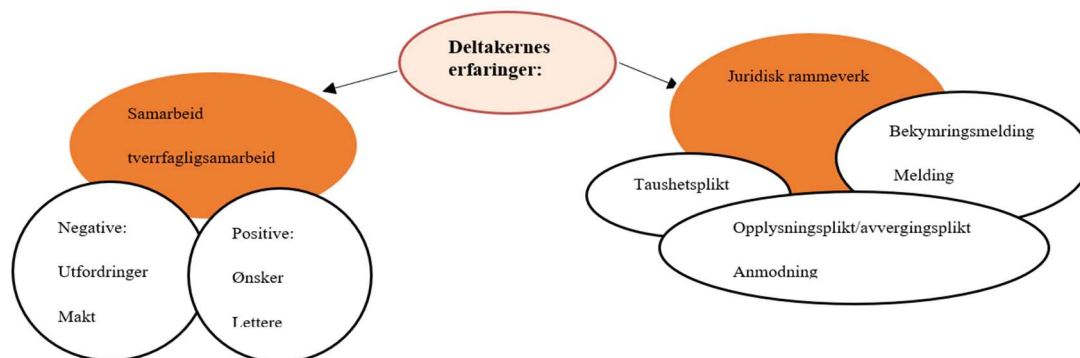 Deltakernes
erfaringer:
Samarbeid
tverrfagligsamarbeid
Negative:
Utfordringer
Makt
Positive:
Ønsker
Lettere
Juridisk rammeverk
Bekymringsmelding
Melding
Taushetsplikt
Opplysningsplikt/avvergingsplikt
Anmodning